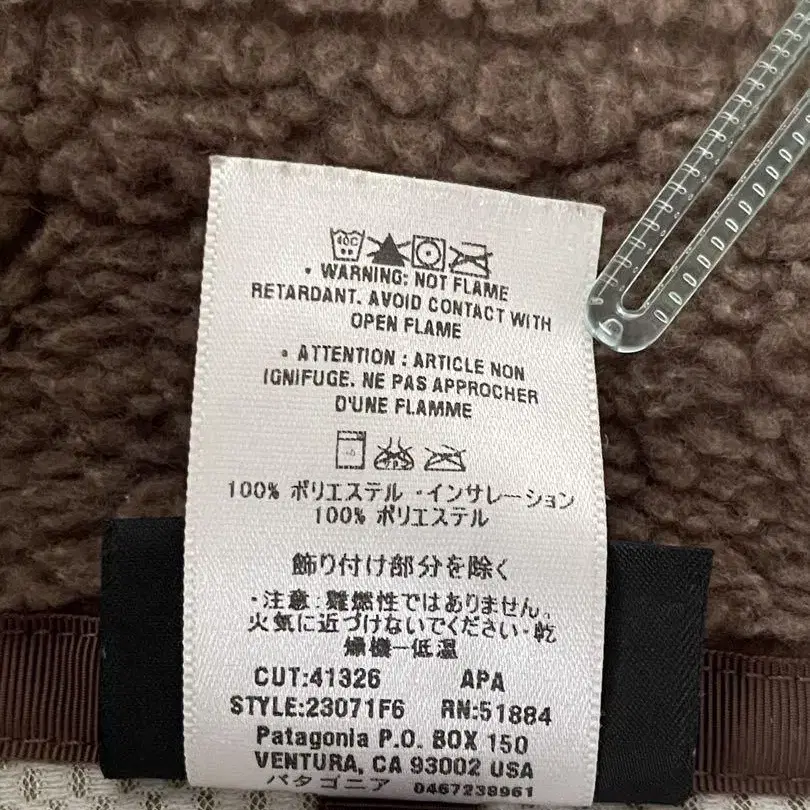 40C
• WARNING: NOT FLAME
RETARDANT. AVOID CONTACT WITH
OPEN FLAME
• ATTENTION : ARTICLE NON
IGNIFUGE. NE PAS APPROCHER
D'UNE FLAMME
100% ポリエステル ・インサレーション
100% ポリエステル
飾り付け部分を除く
・注意：難燃性ではありません。
火気に近づけないでください・乾
燥機ー低温
CUT:41326 APA
STYLE:23071F6 RN:51884
Patagonia P.O. BOX 150
VENTURA, CA 93002 USA
パタゴニア 0467238961